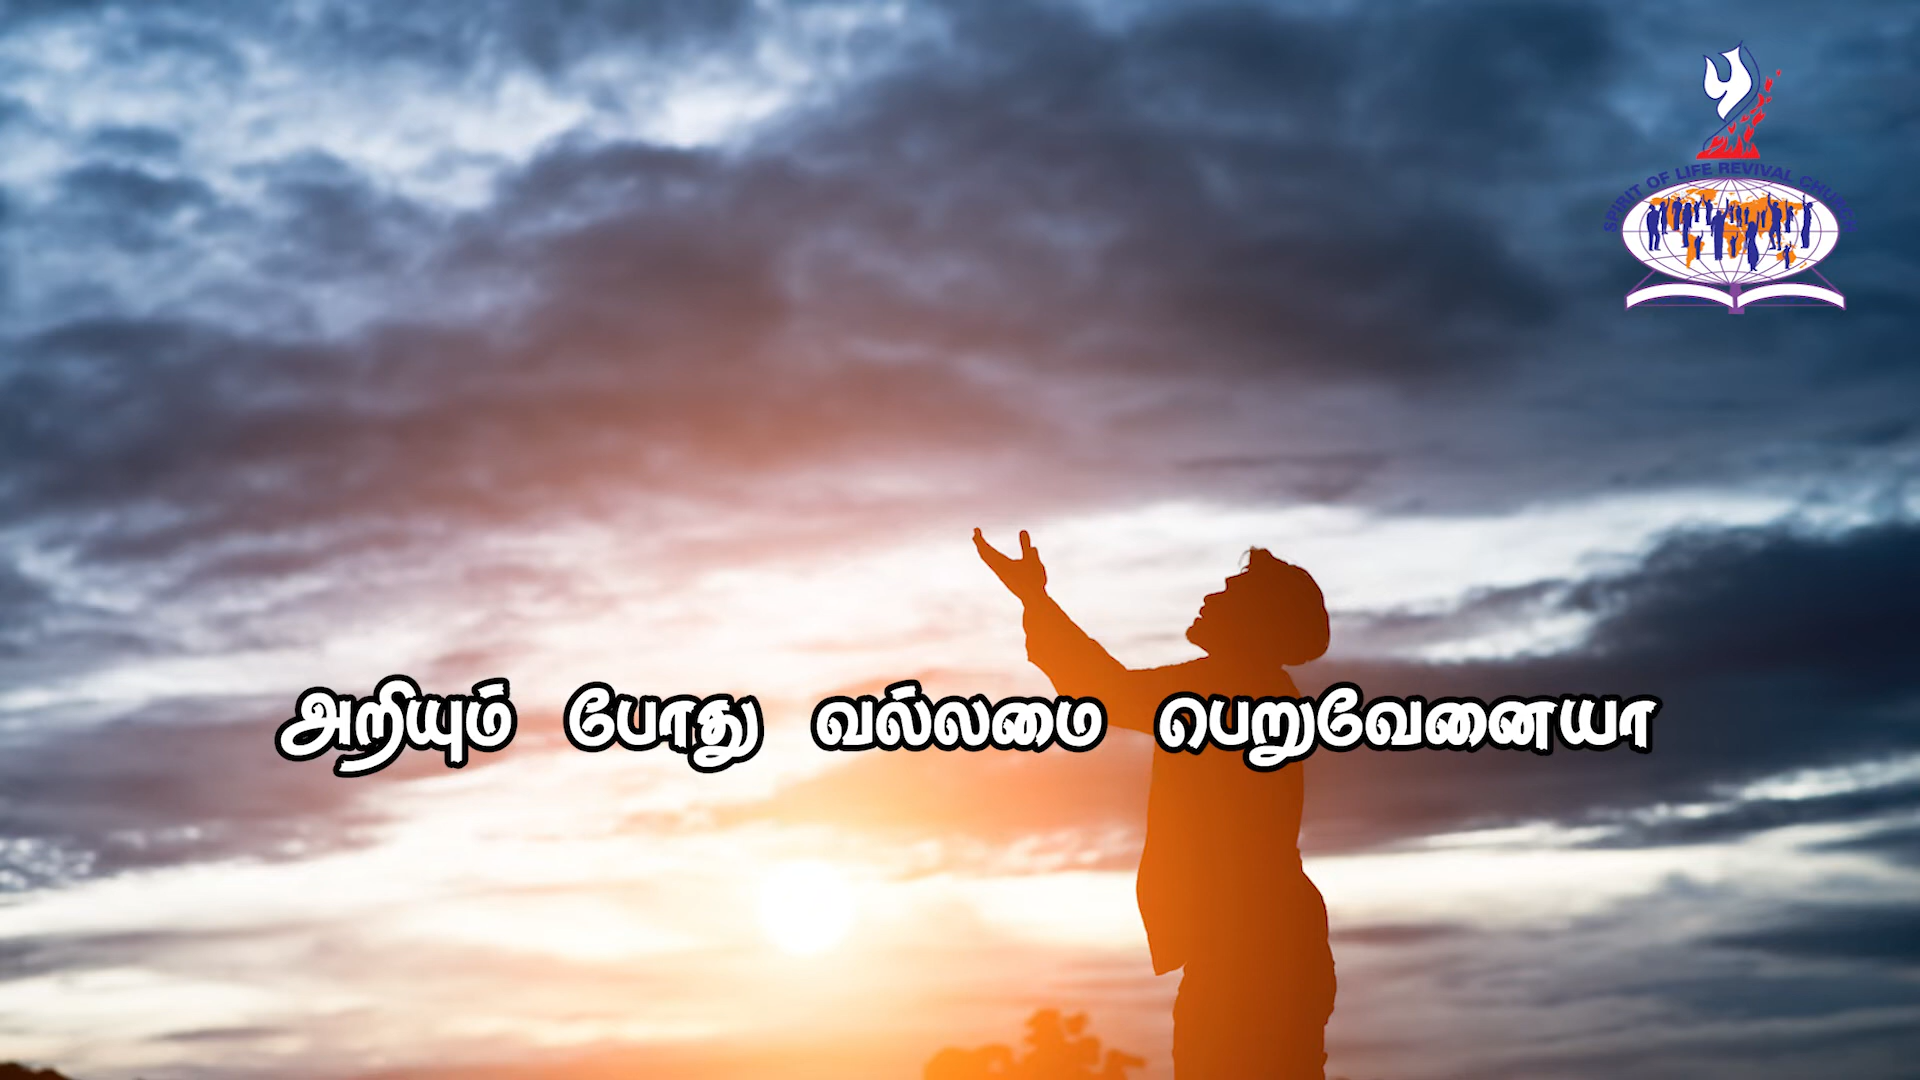 SPIRIT OF LIFE REVIVAL CHURCH
அறியும் போது வல்லமை பெறுவேனையா